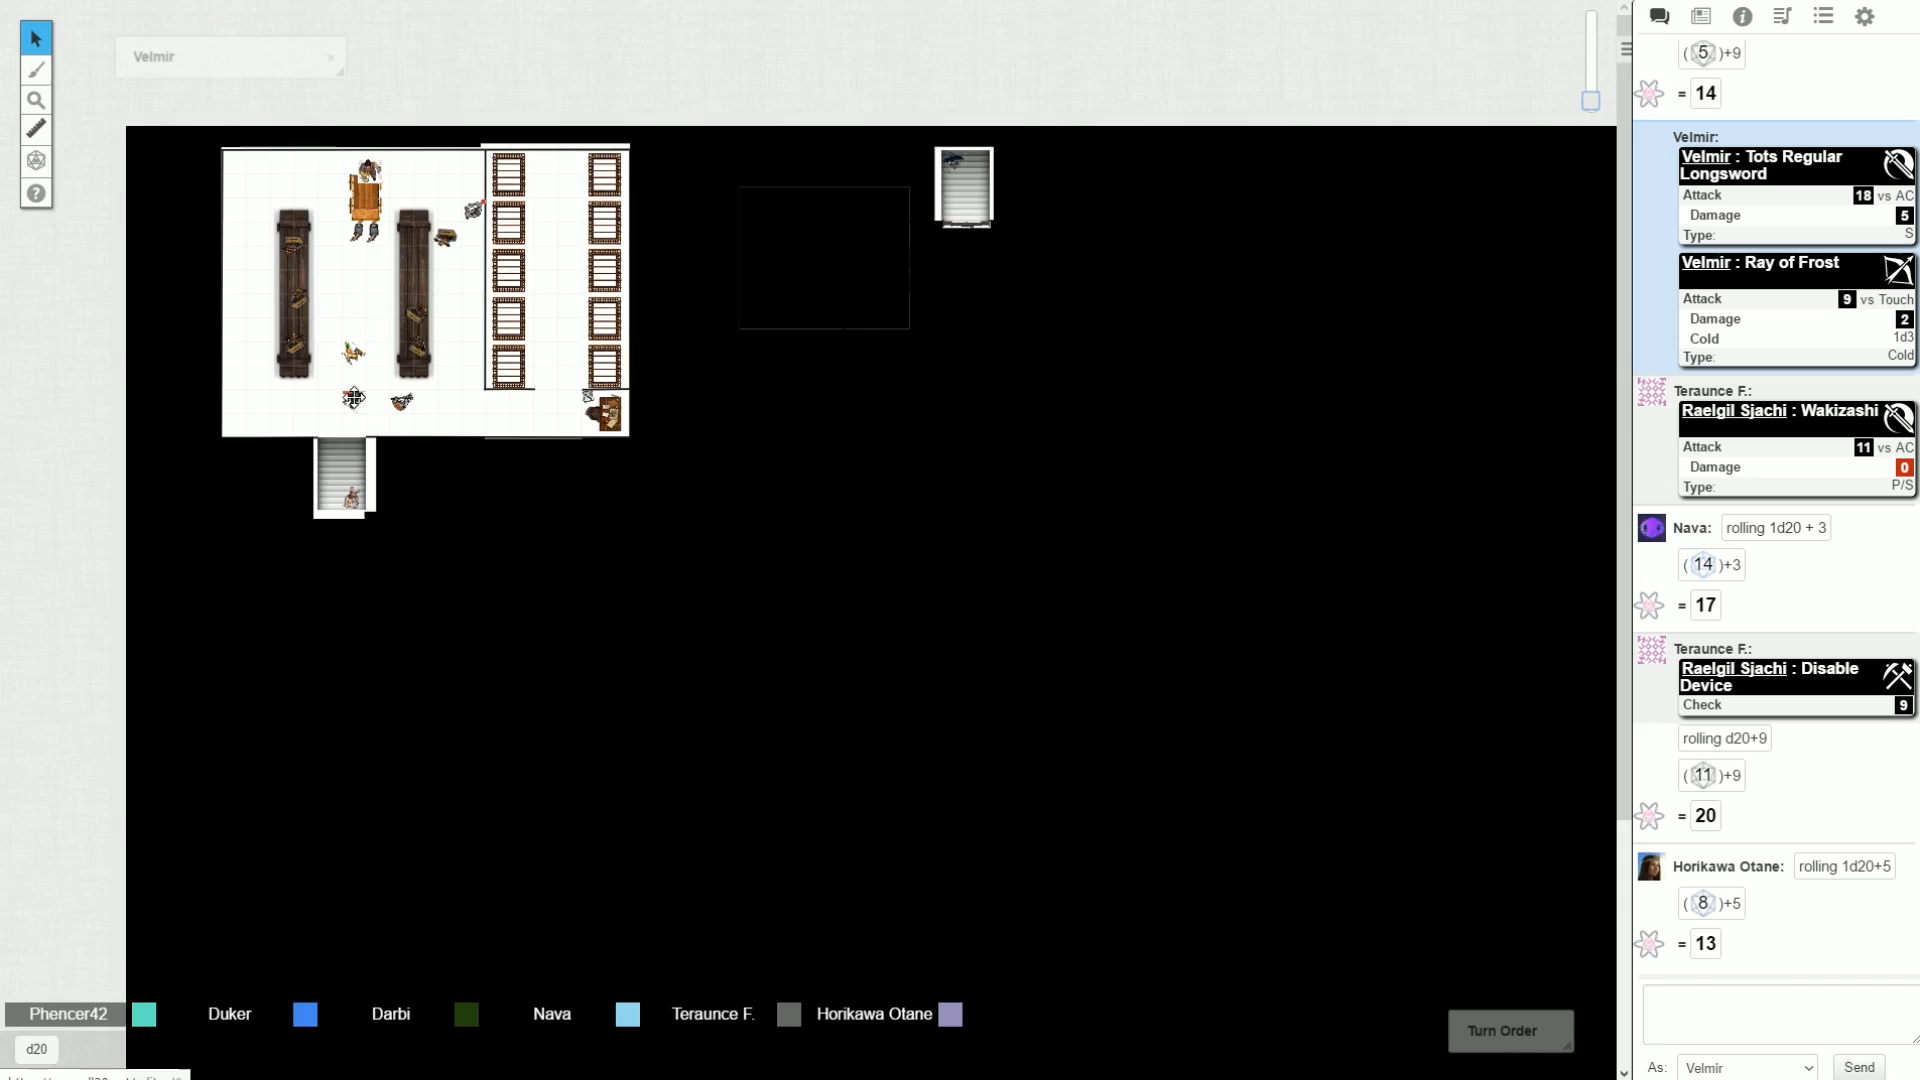 Velmir
×
( 5 )+9
= 14
Velmir:
Velmir : Tots Regular
Longsword
Attack 18 vs AC
Damage 5
Type: S
Velmir : Ray of Frost
Attack 9 vs Touch
Damage 2
Cold 1d3
Type: Cold
Teraunce F.:
Raelgil Sjachi : Wakizashi
Attack 11 vs AC
Damage 0
Type: P/S
Nava: rolling 1d20 + 3
( 14 )+3
= 17
Teraunce F.:
Raelgil Sjachi : Disable
Device
Check 9
rolling d20+9
( 11 )+9
= 20
Horikawa Otane: rolling 1d20+5
( 8 )+5
= 13
Phencer42 Duker Darbi Nava Teraunce F. Horikawa Otane
Turn Order
d20
As: Velmir Send